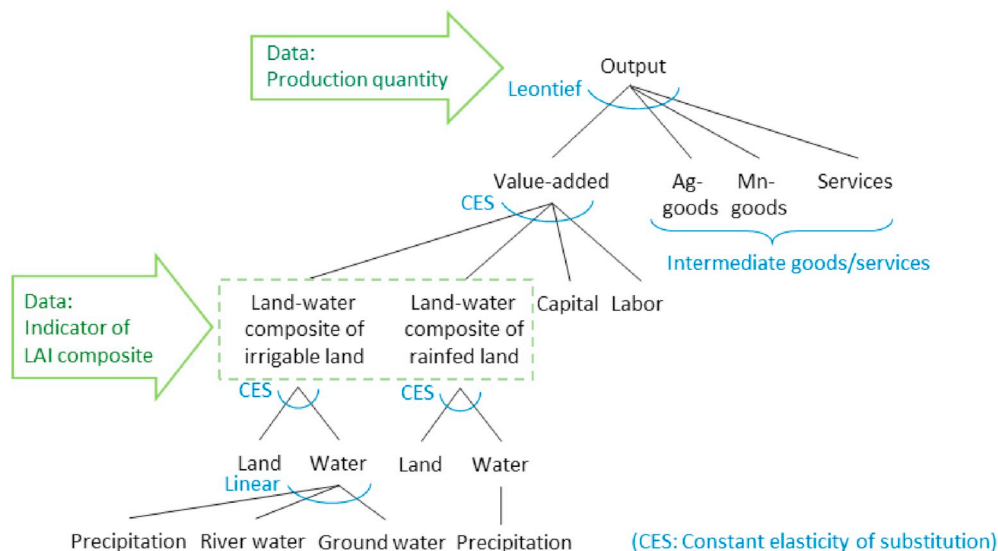 Data:
Production quantity
Output
Leontief
Value-added
Ag-
goods
Mn-
goods
Services
CES
Intermediate goods/services
Data:
Indicator of
LAI composite
Land-water
composite of
irrigable land
Land-water
composite of
rainfed land
Capital
Labor
CES
CES
Land
Water
Land
Water
Linear
Precipitation
River water
Ground water
Precipitation
(CES: Constant elasticity of substitution)